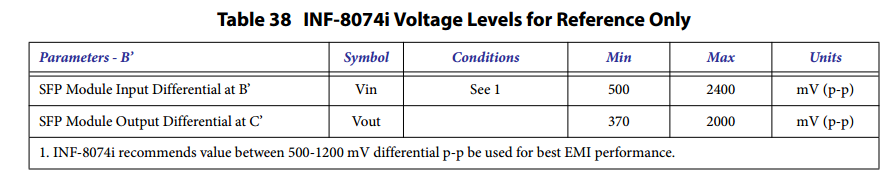 Table 38 INF-8074i Voltage Levels for Reference Only
Parameters - B’ Symbol Conditions Min Max Units
SFP Module Input Differential at B’ Vin See 1 500 2400 mV (p-p)
SFP Module Output Differential at C’ Vout 370 2000 mV (p-p)
1. INF-8074i recommends value between 500-1200 mV differential p-p be used for best EMI performance.